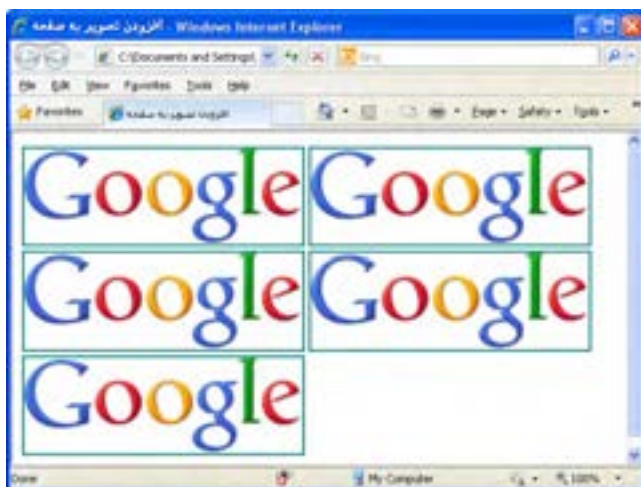 افزودن تصویر به صفحه - Windows Internet Explorer
C:\Documents and Settings\
Bing
File Edit View Favorites Tools Help
Favorites افزودن تصویر به صفحه Page Safety Tools
Google Google
Google Google
Google
Done My Computer 100%